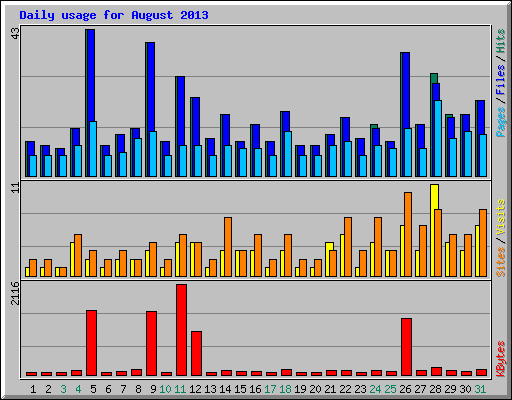 Daily usage for August 2013
43
Pages / Files / Hits
11
Sites / Visits
2116
KBytes
1 2 3 4 5 6 7 8 9 10 11 12 13 14 15 16 17 18 19 20 21 22 23 24 25 26 27 28 29 30 31